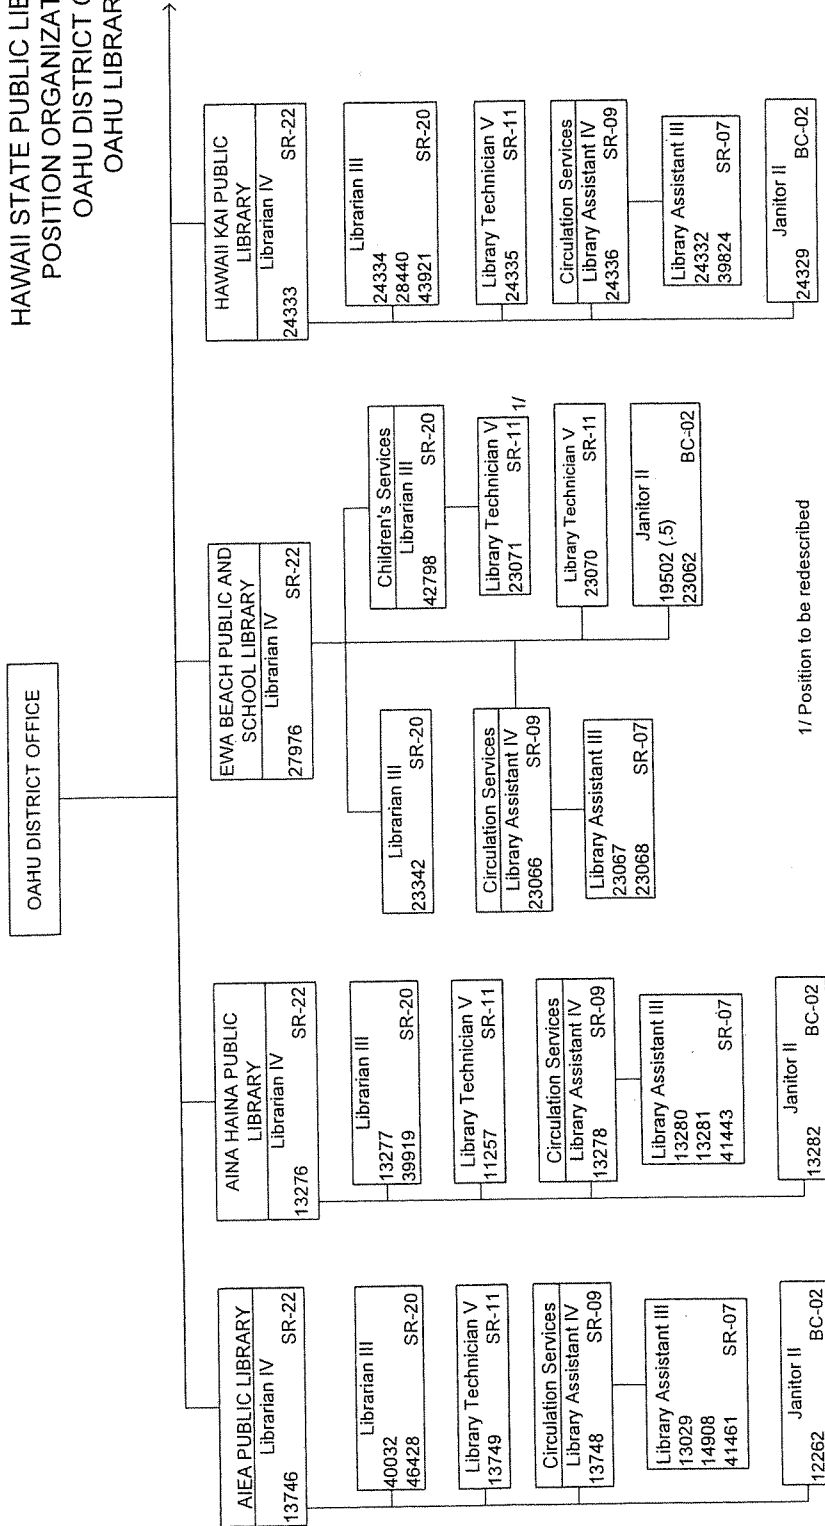 HAWAII STATE PUBLIC
POSITION
OAHU DISTRICT
OAHU
OAHU DISTRICT OFFICE
AIEA PUBLIC LIBRARY
Librarian IV
13746 SR-22
Librarian III
40032
46428 SR-20
Library Technician V
13749 SR-11
Circulation Services
Library Assistant IV
13748 SR-09
Library Assistant III
13029
14908
41461 SR-07
Janitor II
12262 BC-02
AINA HAINA PUBLIC
LIBRARY
Librarian IV
13276 SR-22
Librarian III
13277
39919 SR-20
Library Technician V
11257 SR-11
Circulation Services
Library Assistant IV
13278 SR-09
Library Assistant III
13280
13281
41443 SR-07
Janitor II
13282 BC-02
EWA BEACH PUBLIC AND
SCHOOL LIBRARY
Librarian IV
27976 SR-22
Librarian III
23342 SR-20
Circulation Services
Library Assistant IV
23066 SR-09
Library Assistant III
23067
23068 SR-07
Children's Services
Librarian III
42798 SR-20
Library Technician V
23071 SR-11 1/
Library Technician V
23070 SR-11
Janitor II
19502 (.5)
23062 BC-02
HAWAII KAI PUBLIC
LIBRARY
Librarian IV
24333 SR-22
Librarian III
24334
28440
43921 SR-20
Library Technician V
24335 SR-11
Circulation Services
Library Assistant IV
24336 SR-09
Library Assistant III
24332
39824 SR-07
Janitor II
24329 BC-02
1/ Position to be redescribed